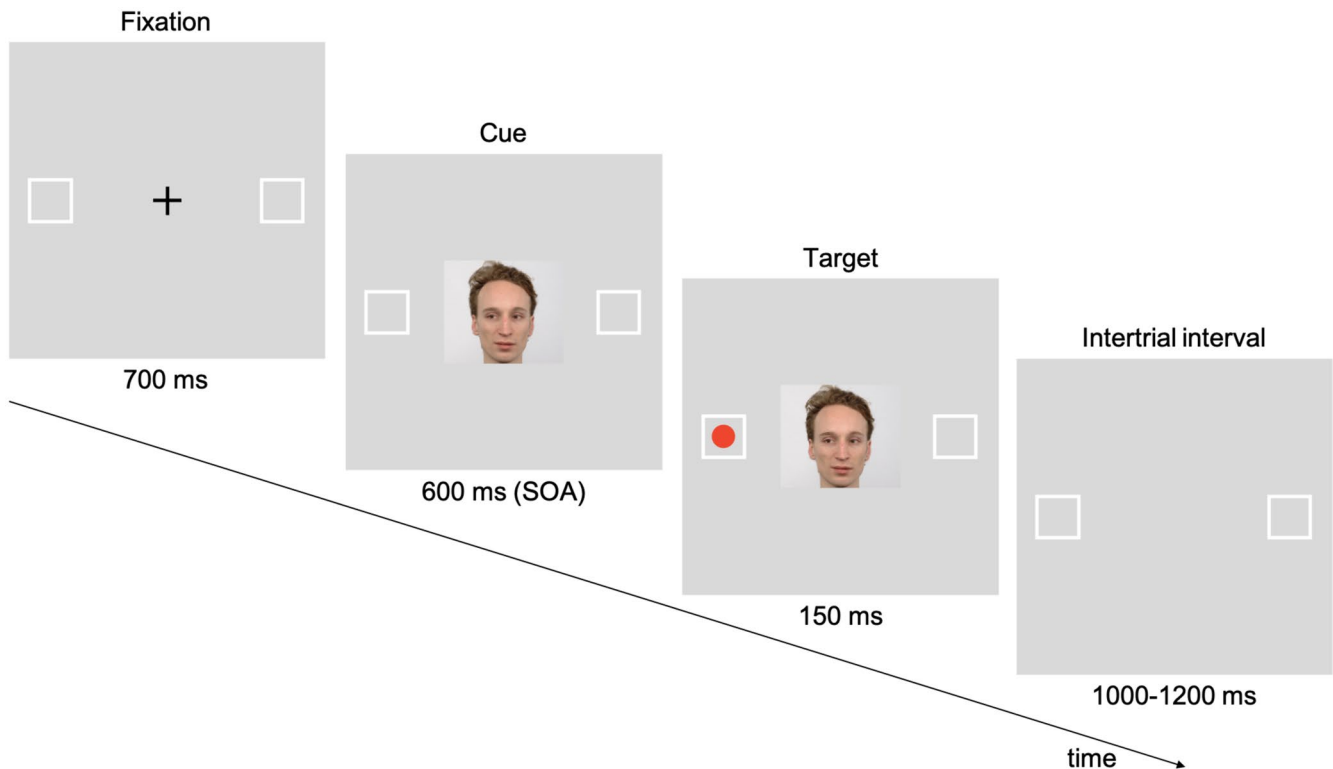 Fixation
700 ms
Cue
600 ms (SOA)
Target
150 ms
Intertrial interval
1000-1200 ms
time